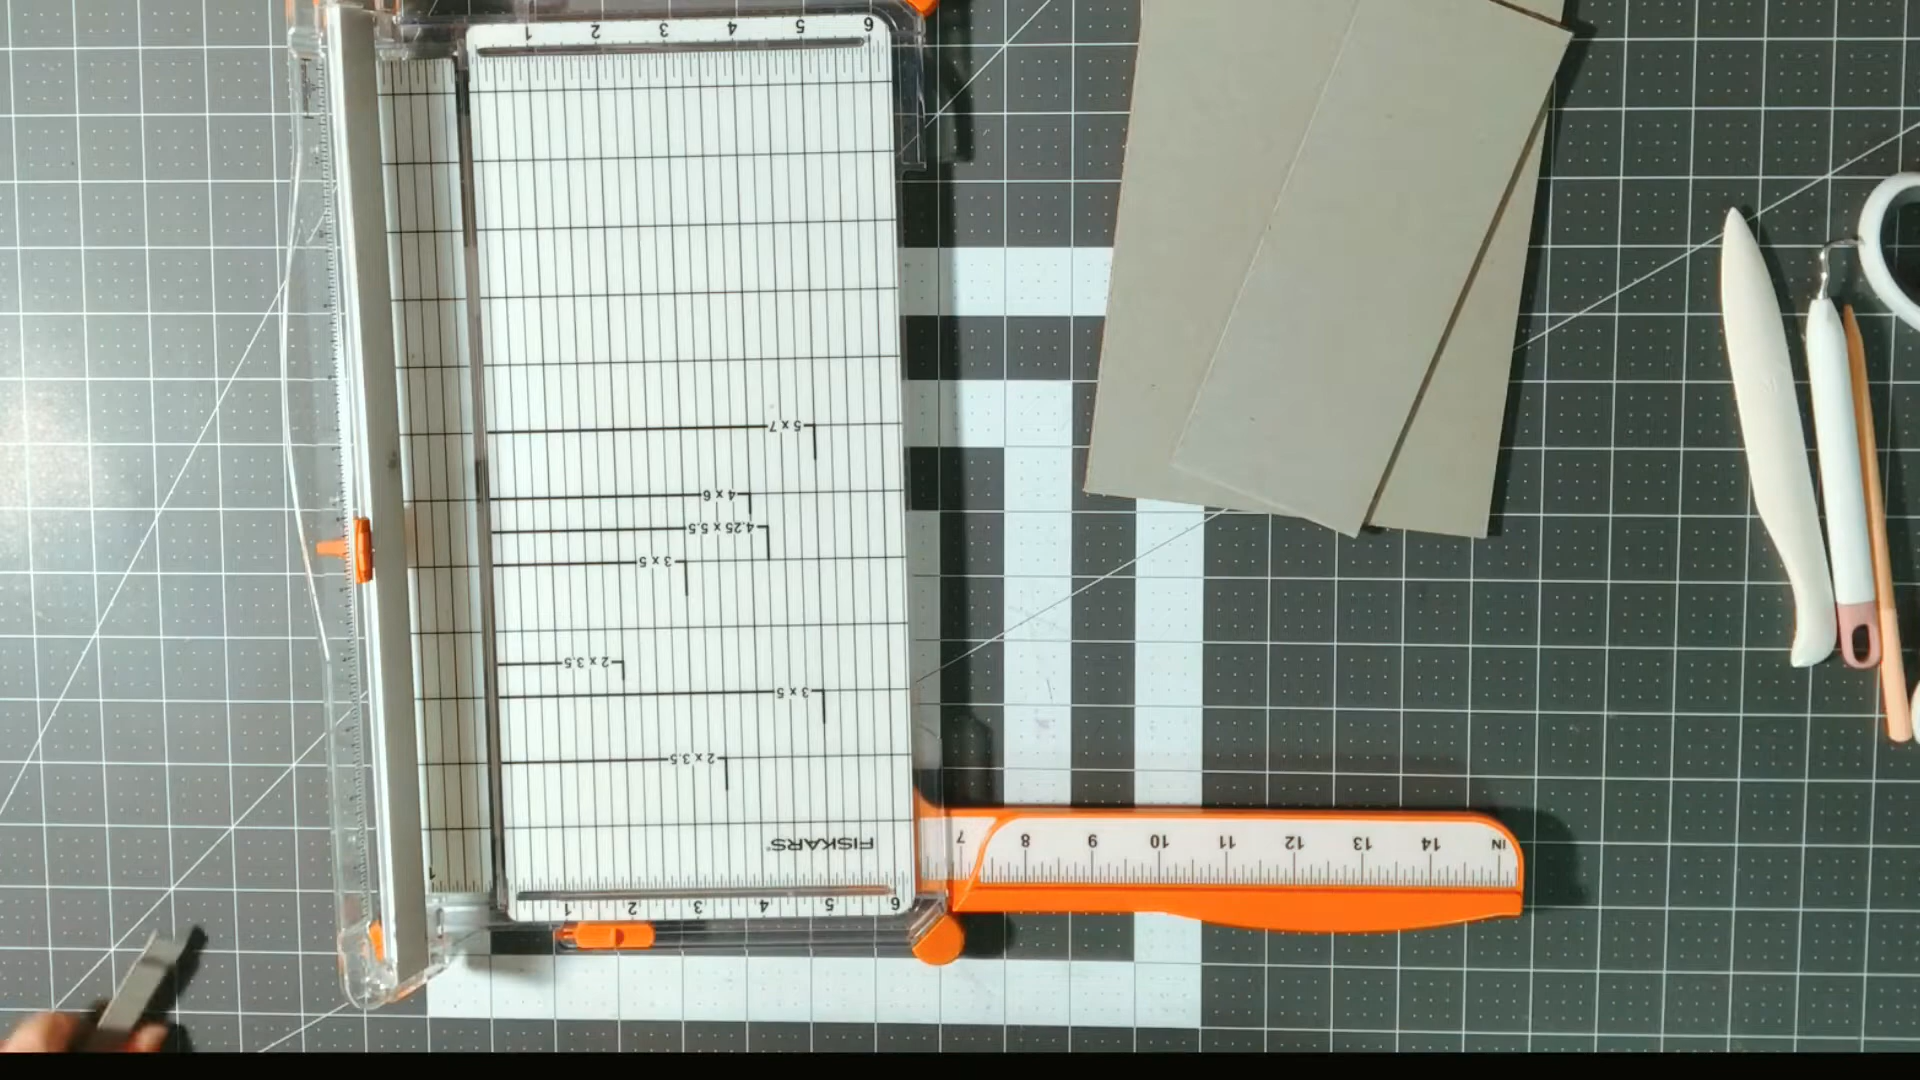 1 2 3 4 5 6
5 x 7
4 x 6
4.25 x 5.5
3 x 5
2 x 3.5
3 x 5
2 x 3.5
FISKARS®
7 8 9 10 11 12 13 14 IN
1 2 3 4 5 6
1